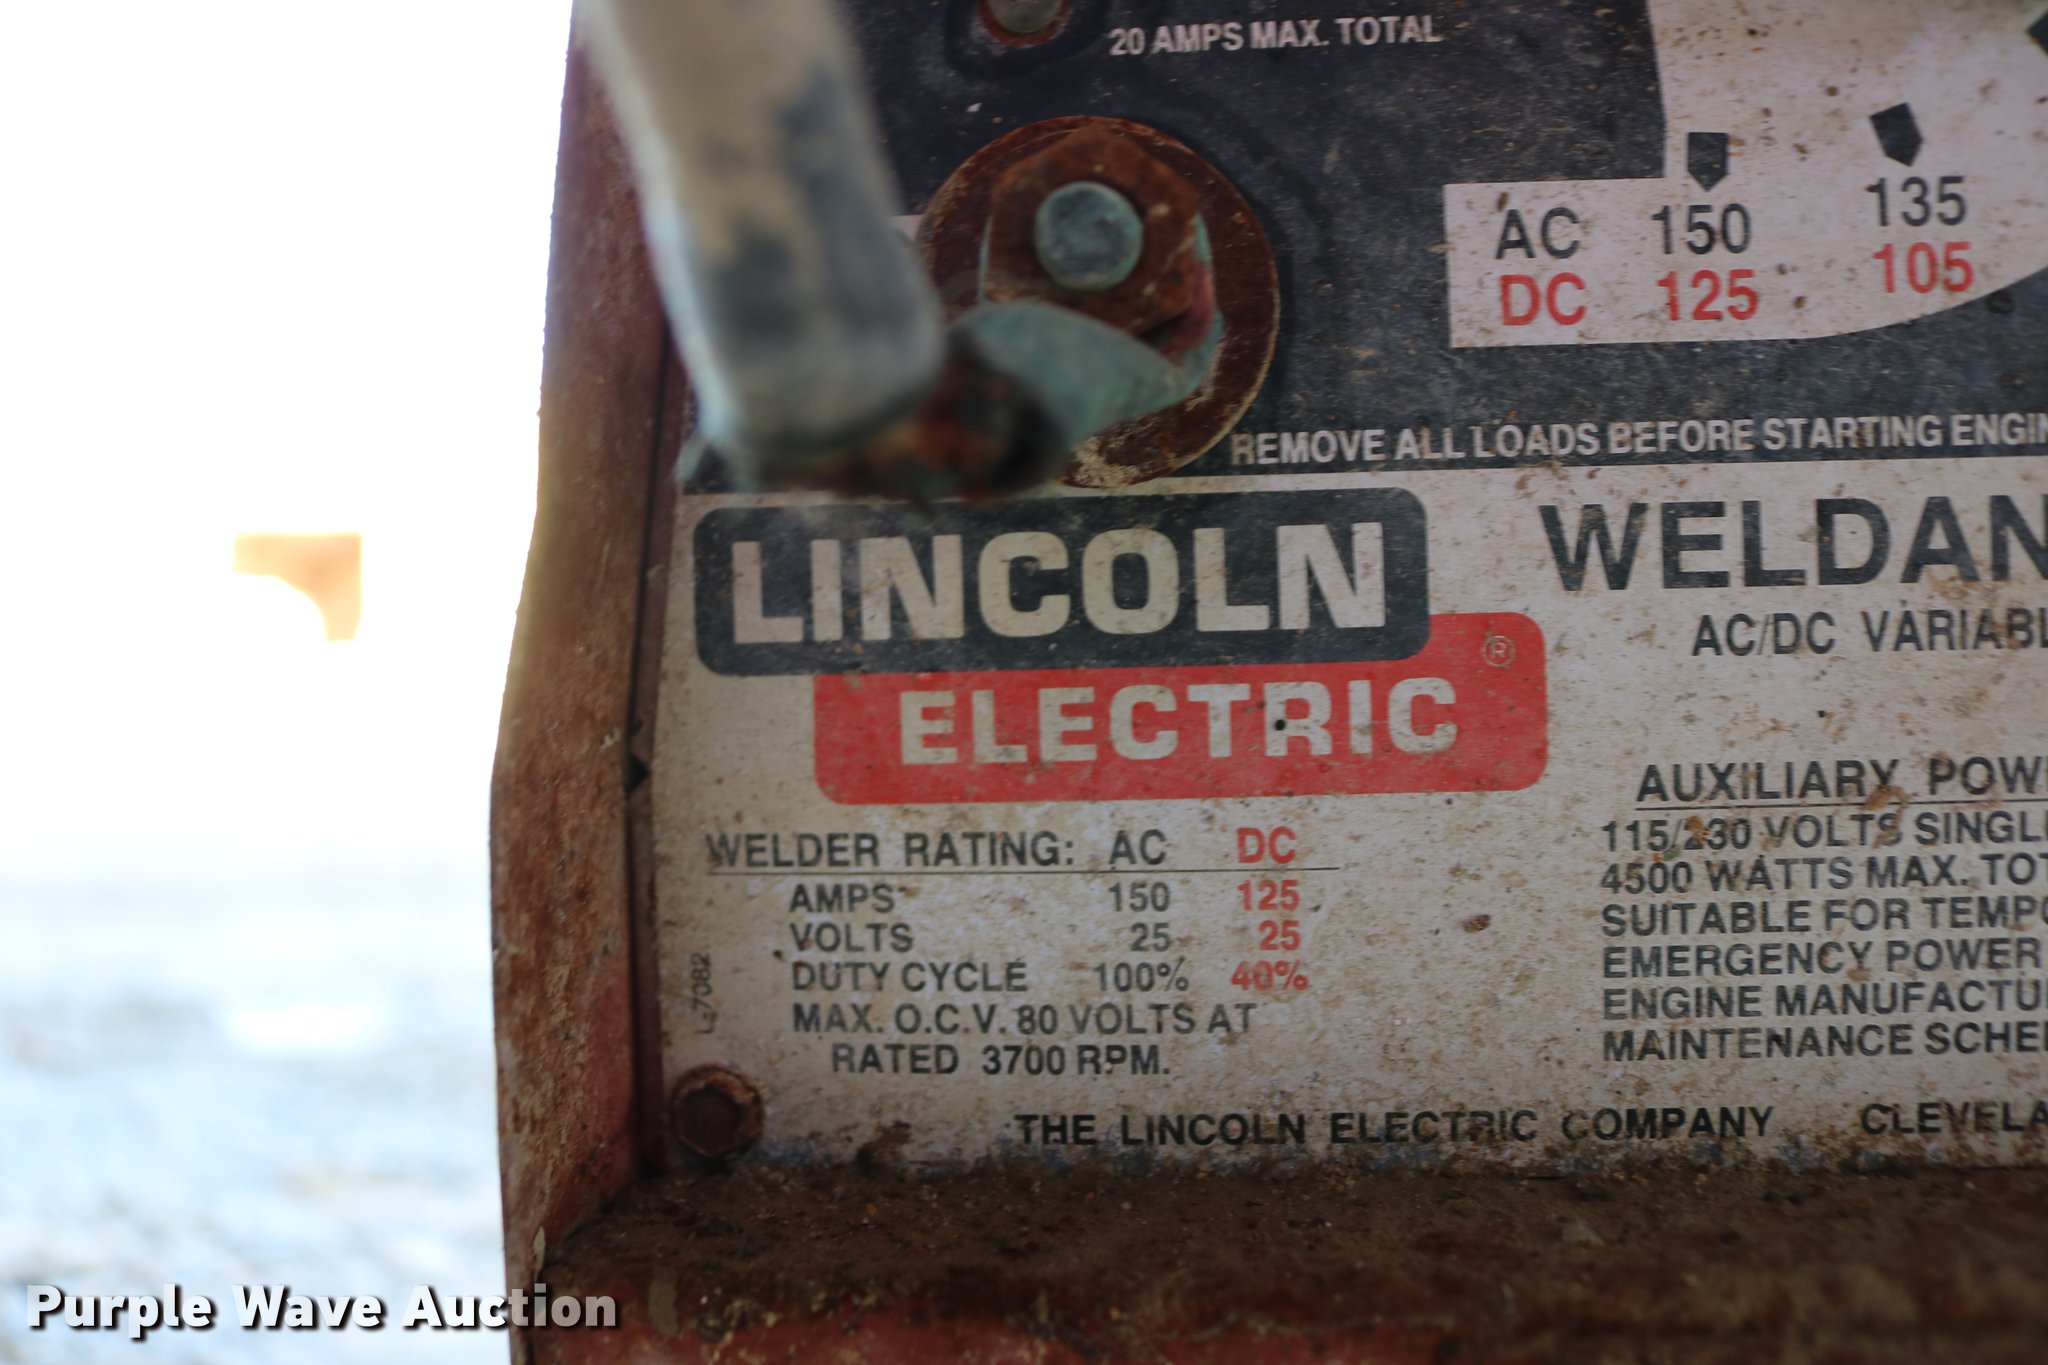 20 AMPS MAX. TOTAL
AC 150 135
DC 125 105
REMOVE ALL LOADS BEFORE STARTING ENGIN
LINCOLN
ELECTRIC
®
WELDAN
AC/DC VARIABL
WELDER RATING: AC DC
AMPS 150 125
VOLTS 25 25
DUTY CYCLE 100% 40%
MAX. O.C.V. 80 VOLTS AT
RATED 3700 RPM.
L-7082
AUXILIARY POW
115/230 VOLTS SINGL
4500 WATTS MAX. TOT
SUITABLE FOR TEMPO
EMERGENCY POWER
ENGINE MANUFACTU
MAINTENANCE SCHE
THE LINCOLN ELECTRIC COMPANY CLEVELA
Purple Wave Auction